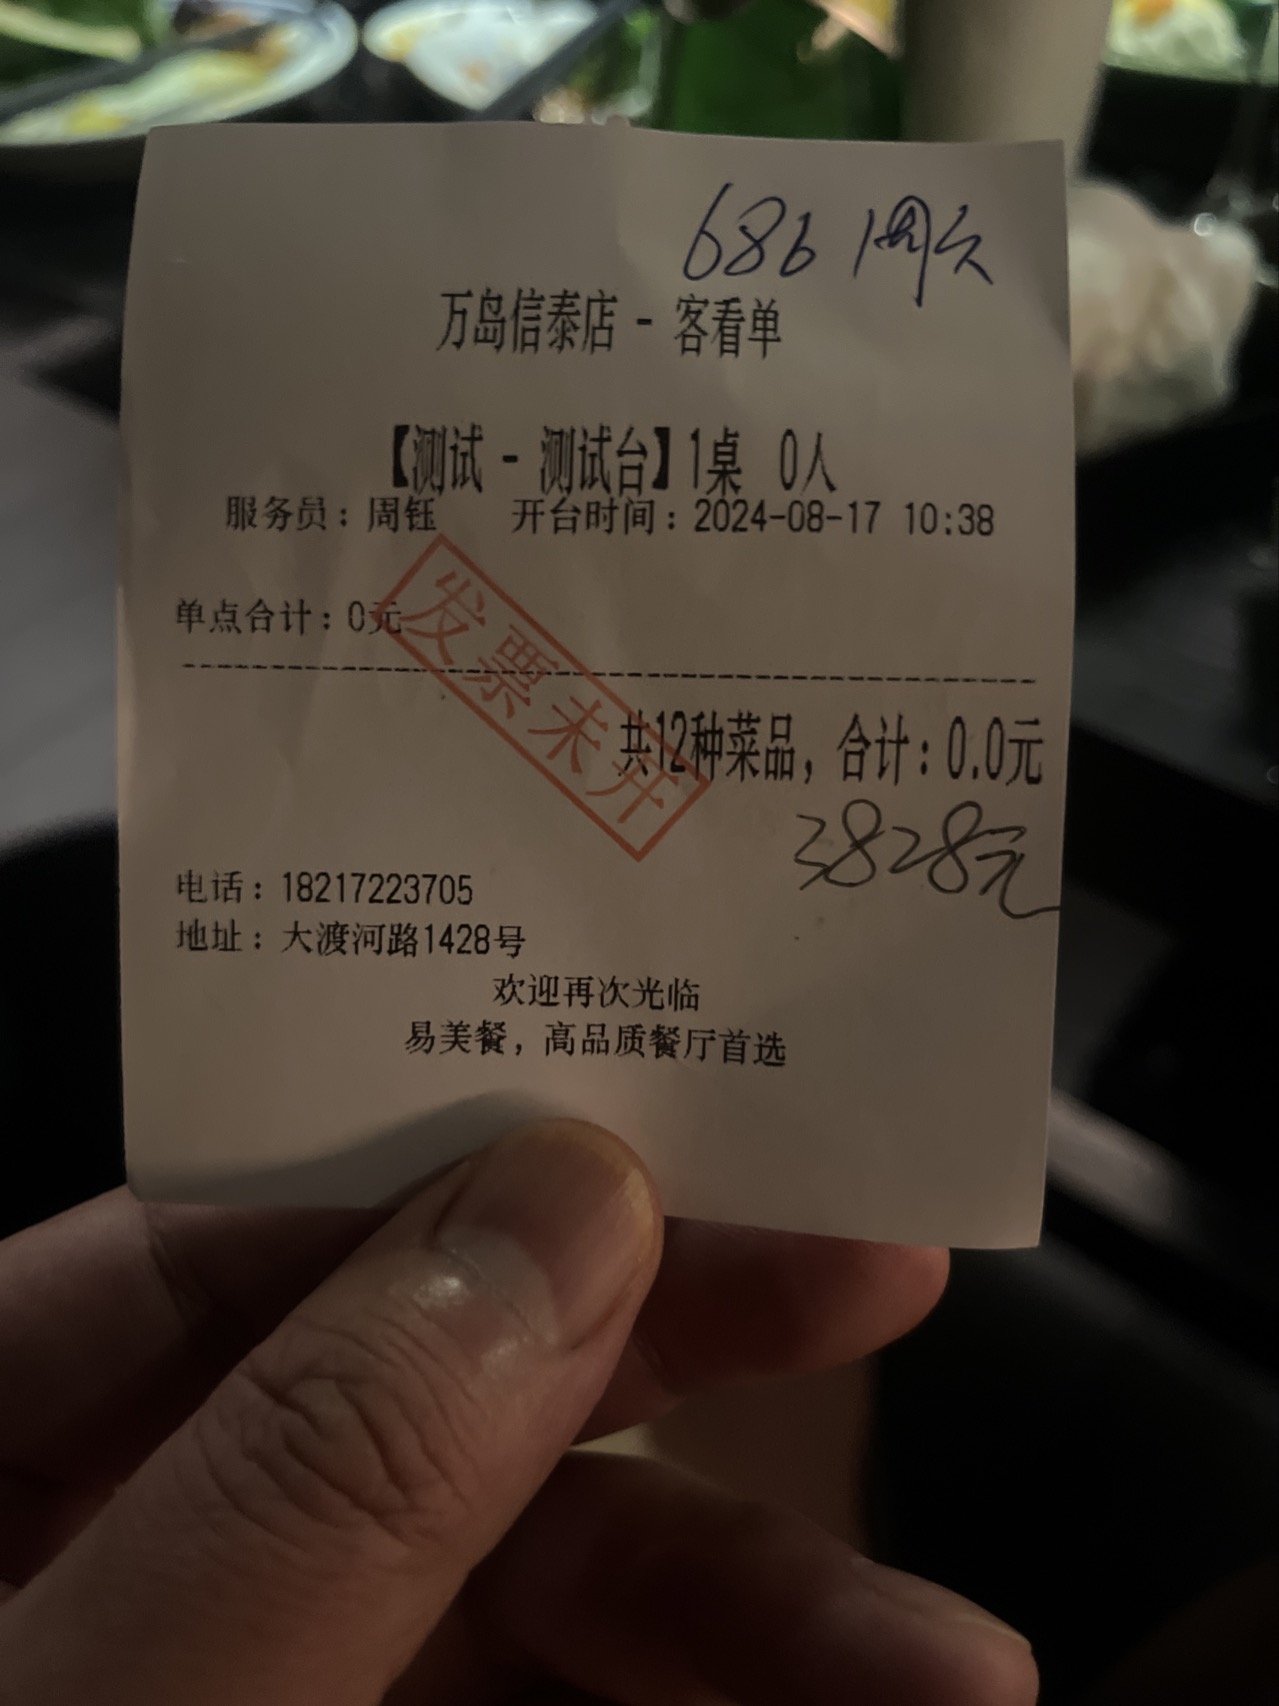 686 周六
万岛信泰店 - 客看单
【测试 - 测试台】1桌 0人
服务员：周钰 开台时间：2024-08-17 10:38
单点合计：0元
发票未开
共12种菜品，合计：0.0元
3828元
电话：18217223705
地址：大渡河路1428号
欢迎再次光临
易美餐，高品质餐厅首选